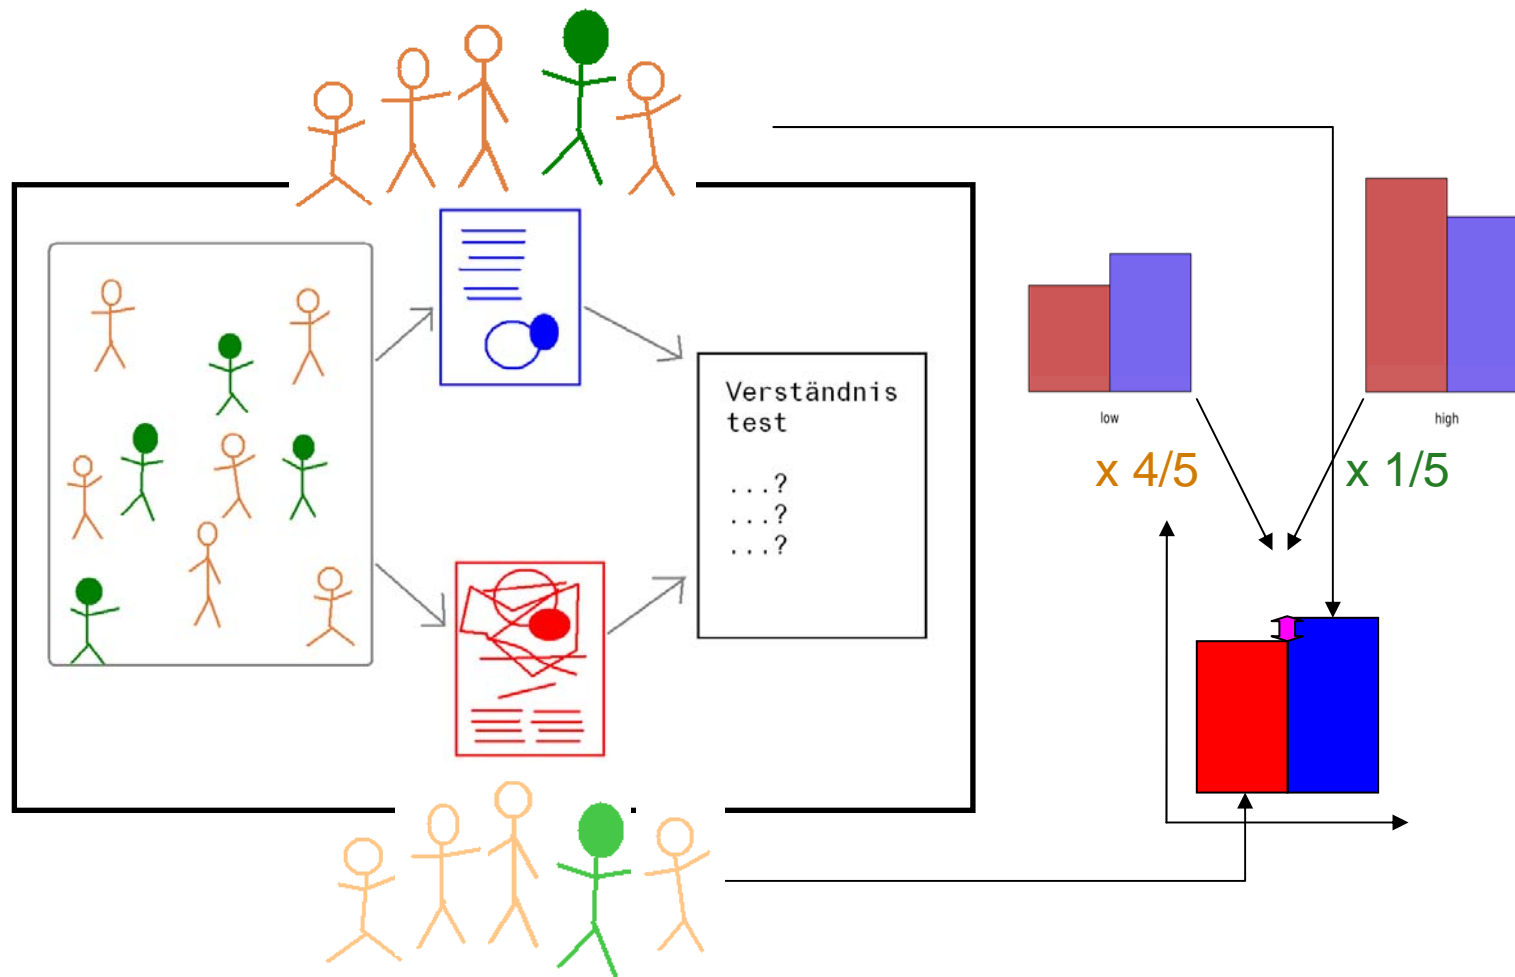 Verständnis
test
...?
...?
...?
low
high
x 4/5
x 1/5